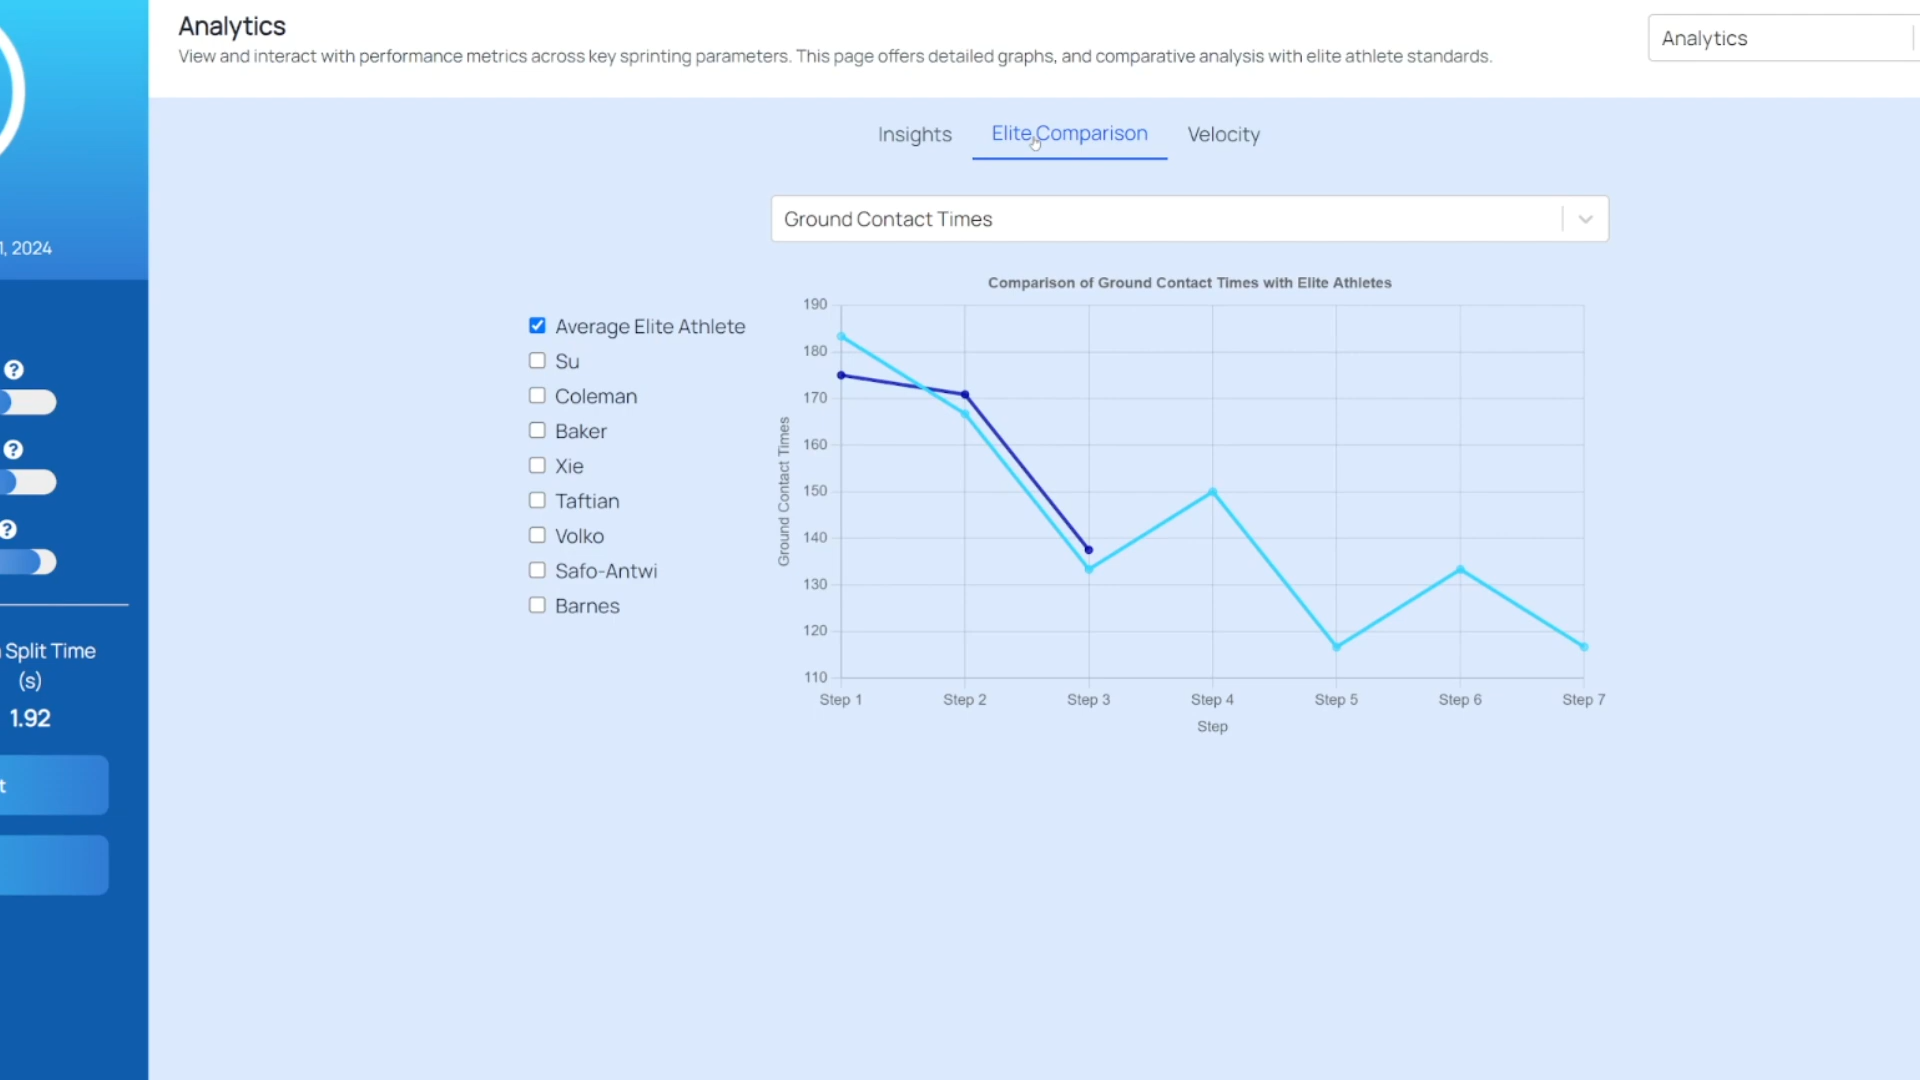 Analytics
View and interact with performance metrics across key sprinting parameters. This page offers detailed graphs, and comparative analysis with elite athlete standards.
Analytics
Insights
Elite Comparison
Velocity
Ground Contact Times
Comparison of Ground Contact Times with Elite Athletes
Average Elite Athlete
Su
Coleman
Baker
Xie
Taftian
Volko
Safo-Antwi
Barnes
Ground Contact Times
190
180
170
160
150
140
130
120
110
Step 1
Step 2
Step 3
Step 4
Step 5
Step 6
Step 7
Step
, 2024
?
?
?
Split Time
(s)
1.92
t